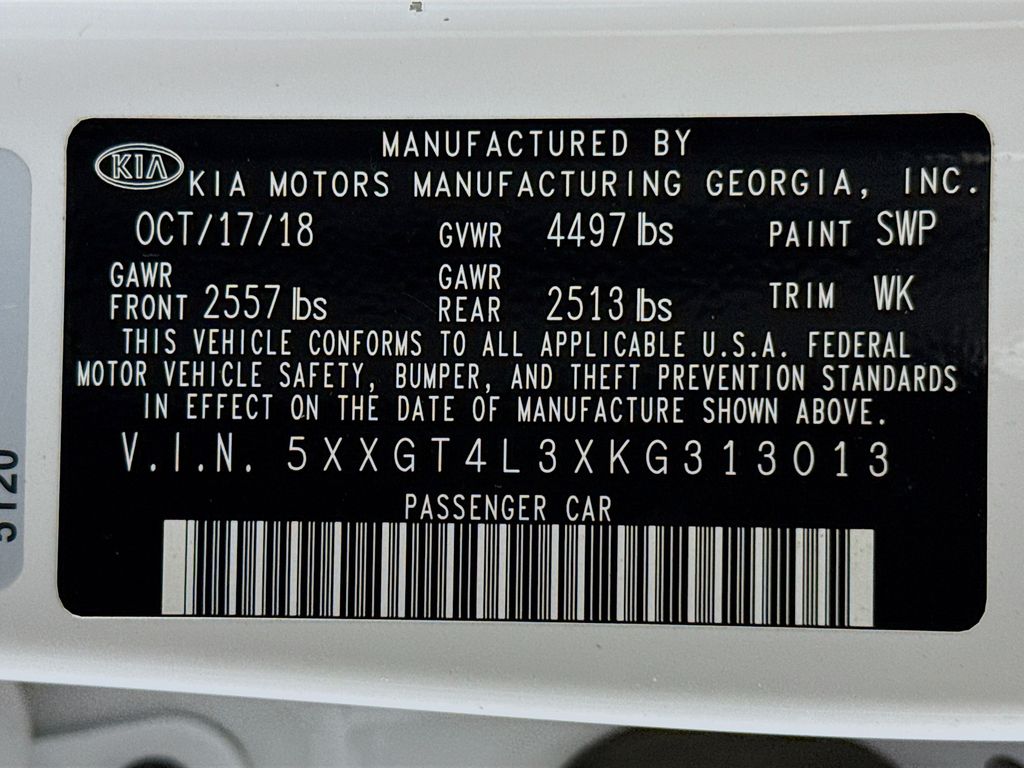 MANUFACTURED BY
KIA KIA MOTORS MANUFACTURING GEORGIA, INC.
OCT/17/18 GVWR 4497 lbs PAINT SWP
GAWR FRONT 2557 lbs GAWR REAR 2513 lbs TRIM WK
THIS VEHICLE CONFORMS TO ALL APPLICABLE U.S.A. FEDERAL
MOTOR VEHICLE SAFETY, BUMPER, AND THEFT PREVENTION STANDARDS
IN EFFECT ON THE DATE OF MANUFACTURE SHOWN ABOVE.
V.I.N. 5XXGT4L3XKG313013
PASSENGER CAR